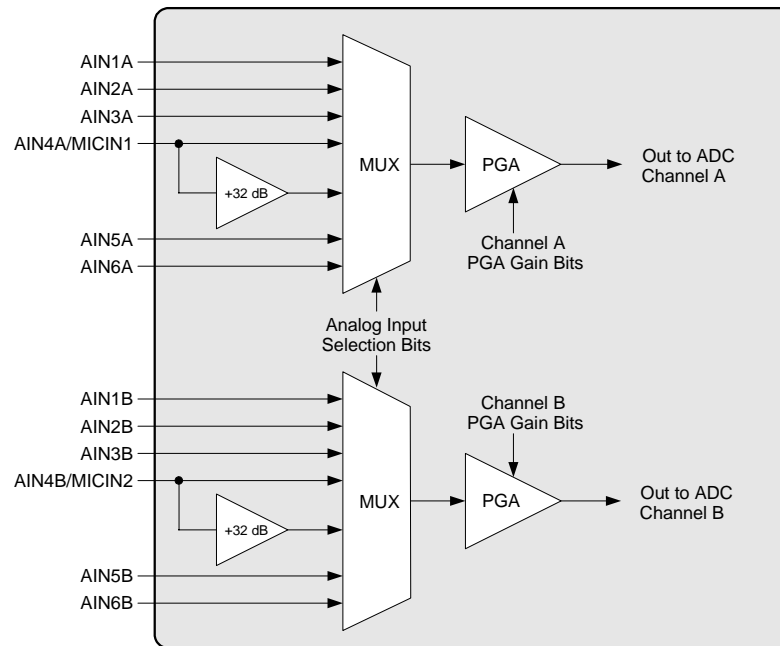 AIN1A
AIN2A
AIN3A
AIN4A/MICIN1
+32 dB
AIN5A
AIN6A
MUX
PGA
Out to ADC
Channel A
Channel A
PGA Gain Bits
Analog Input
Selection Bits
AIN1B
AIN2B
AIN3B
AIN4B/MICIN2
+32 dB
AIN5B
AIN6B
MUX
Channel B
PGA Gain Bits
PGA
Out to ADC
Channel B